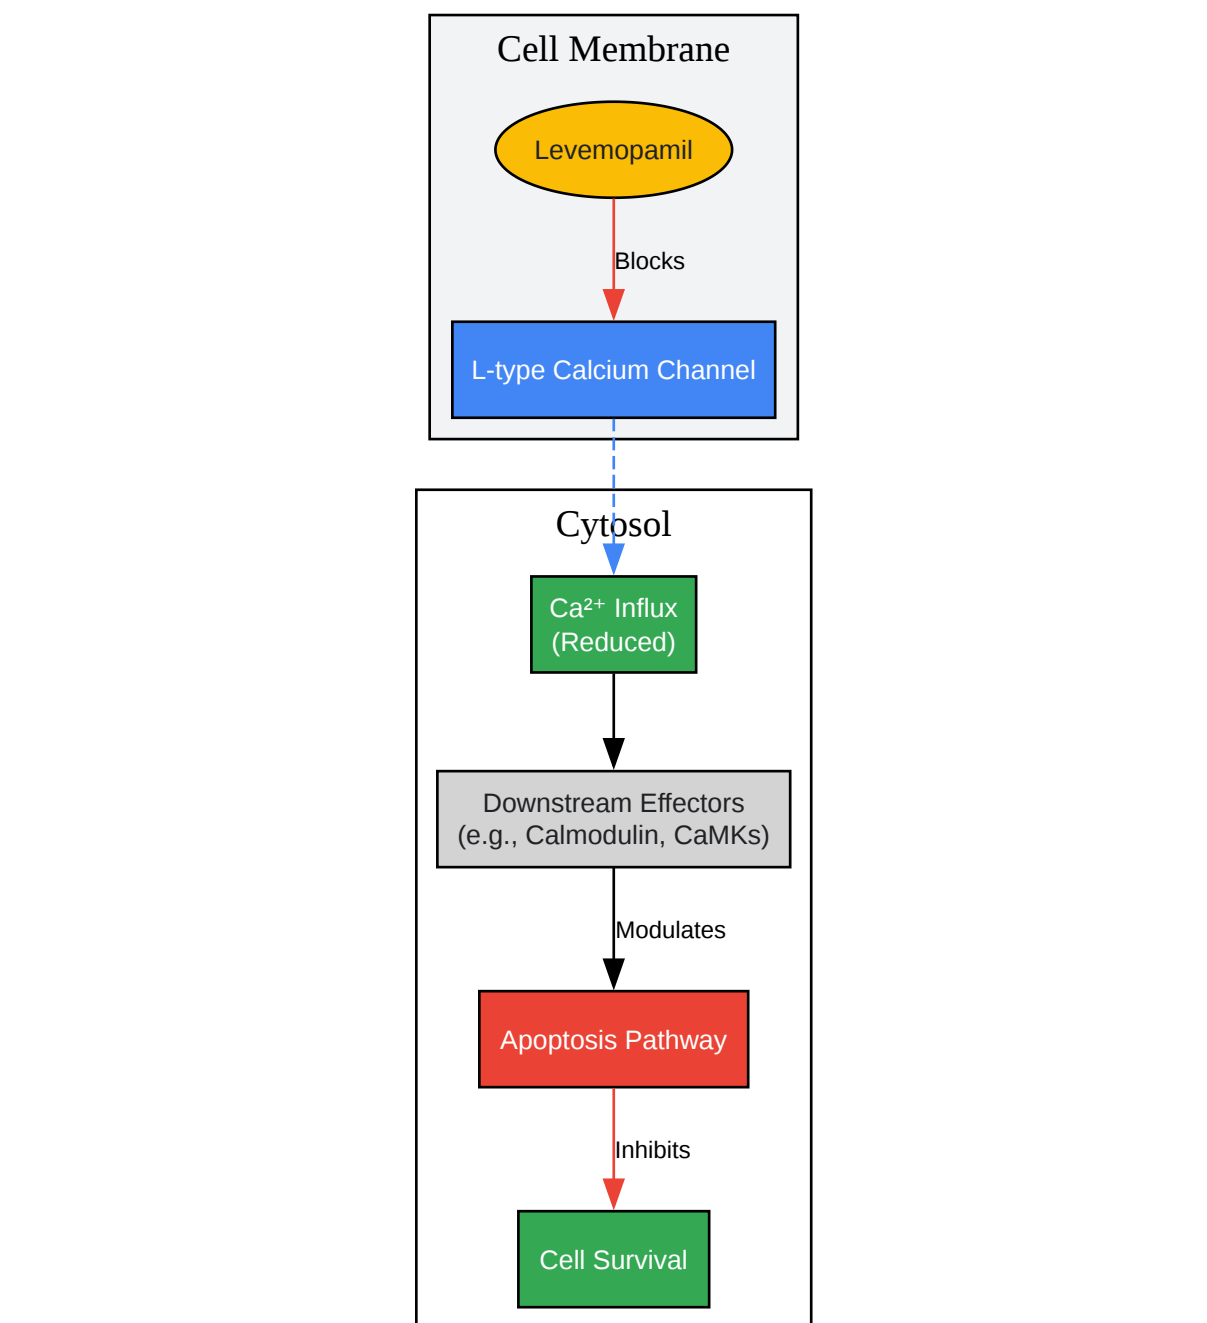 Cell Membrane
Levemopamil
Blocks
L-type Calcium Channel
Cytosol
Ca²⁺ Influx
(Reduced)
Downstream Effectors
(e.g., Calmodulin, CaMKs)
Modulates
Apoptosis Pathway
Inhibits
Cell Survival